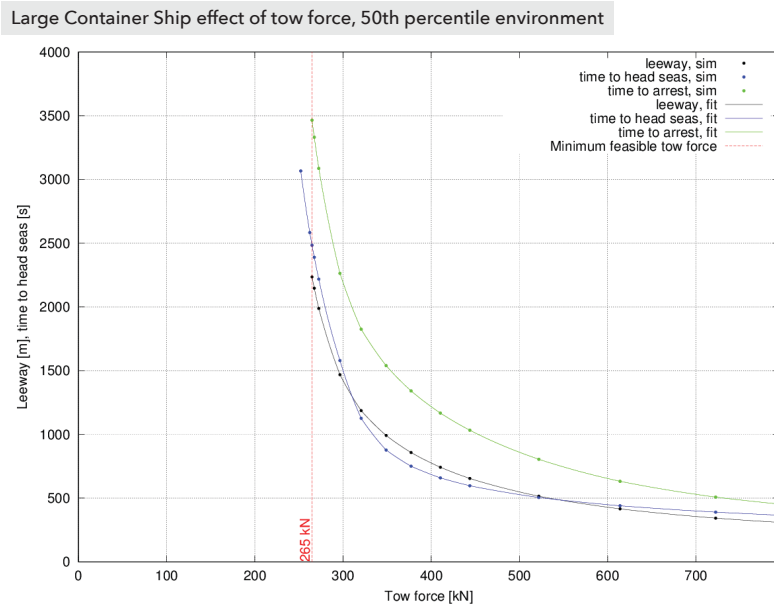 Large Container Ship effect of tow force, 50th percentile environment
4000
3500
3000
2500
2000
1500
1000
500
0
Leeway [m], time to head seas [s]
leeway, sim
time to head seas, sim
time to arrest, sim
leeway, fit
time to head seas, fit
time to arrest, fit
Minimum feasible tow force
265 kN
0 100 200 300 400 500 600 700
Tow force [kN]